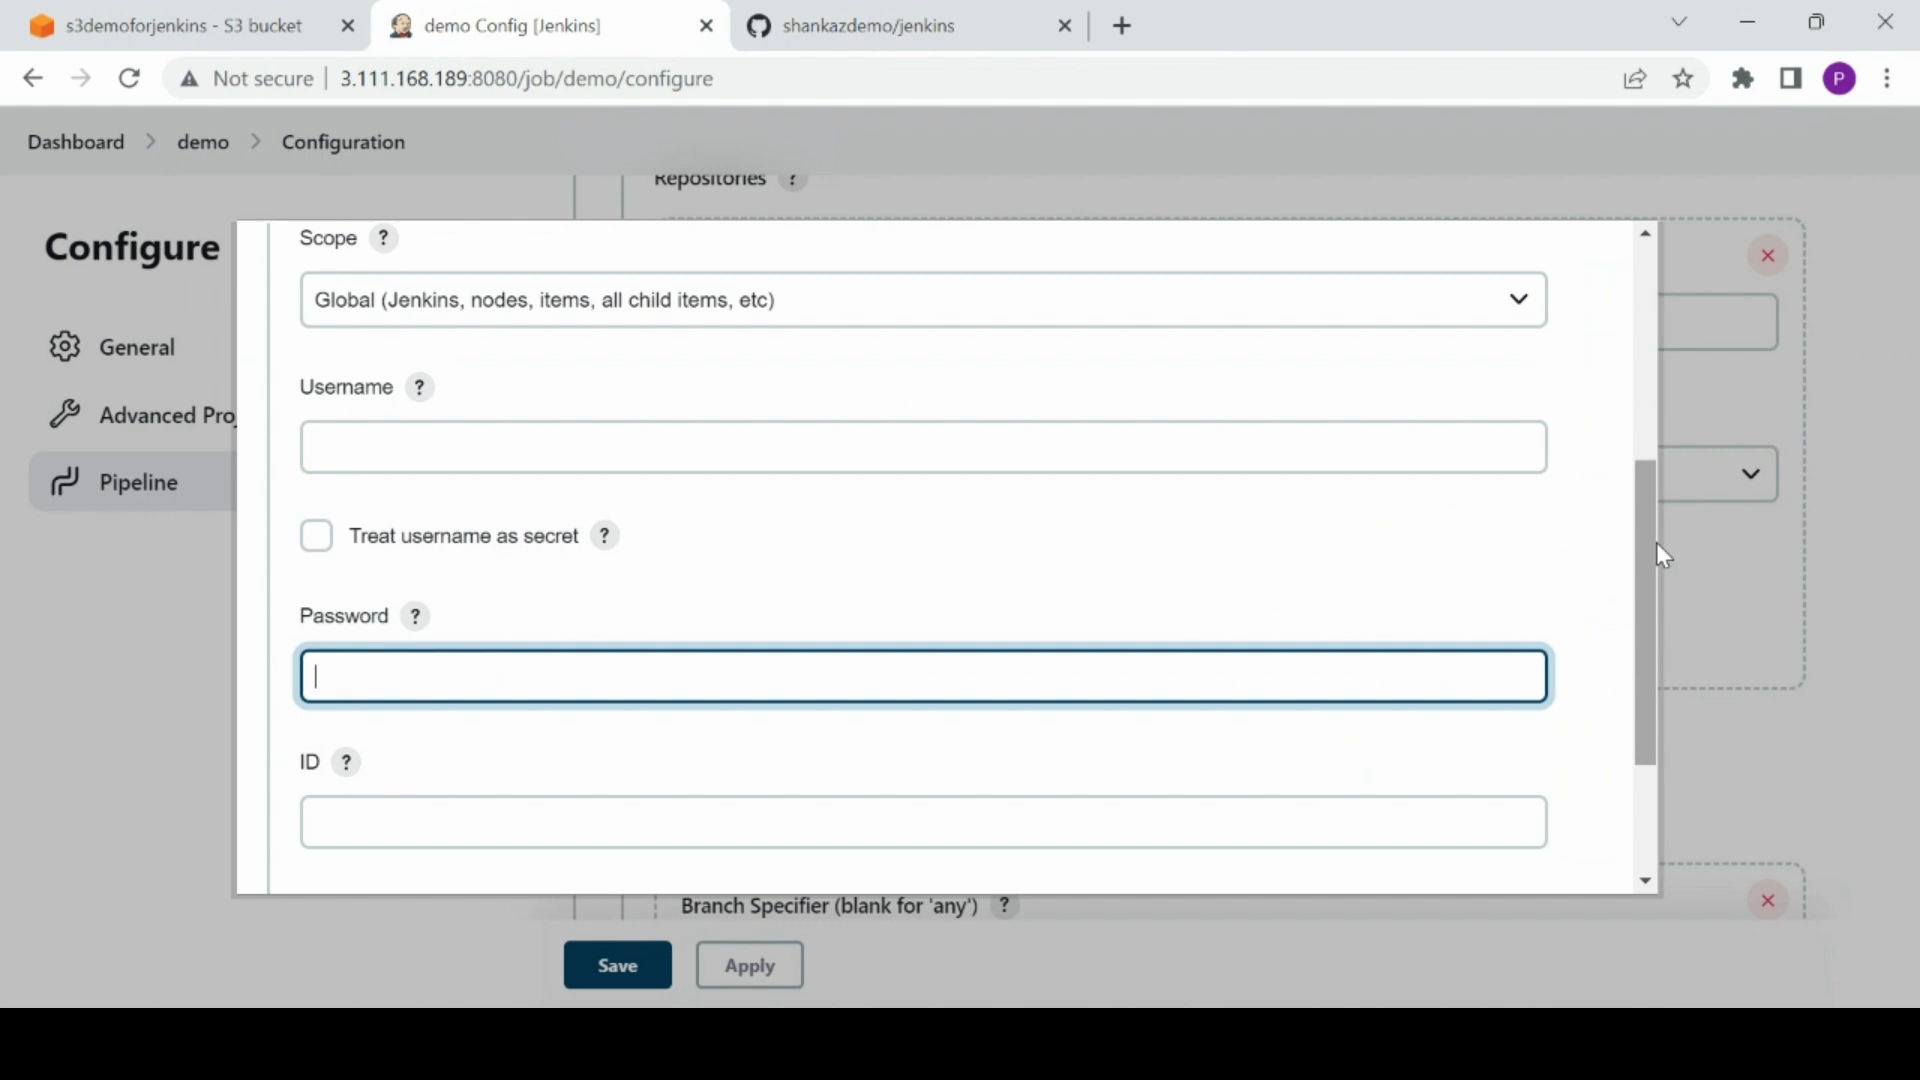 s3demoforjenkins - S3 bucket
demo Config [Jenkins]
shankazdemo/jenkins
Not secure
3.111.168.189:8080/job/demo/configure
P
Dashboard > demo > Configuration
Repositories ?
Configure
General
Advanced Proj
Pipeline
Scope ?
Global (Jenkins, nodes, items, all child items, etc)
Username ?
Treat username as secret ?
Password ?
ID ?
Branch Specifier (blank for 'any') ?
Save
Apply